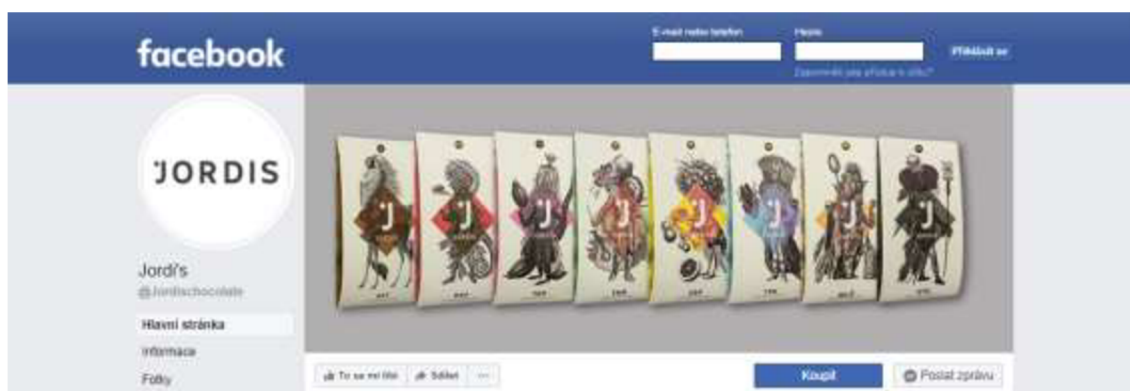 facebook
E-mail nebo telefon
Heslo
Přihlásit se
JORDIS
Jordi's
@Jordischocolate
Hlavní stránka
Informace
Fotky
To se mi líbí
Sdílet
Koupit
Poslat zprávu